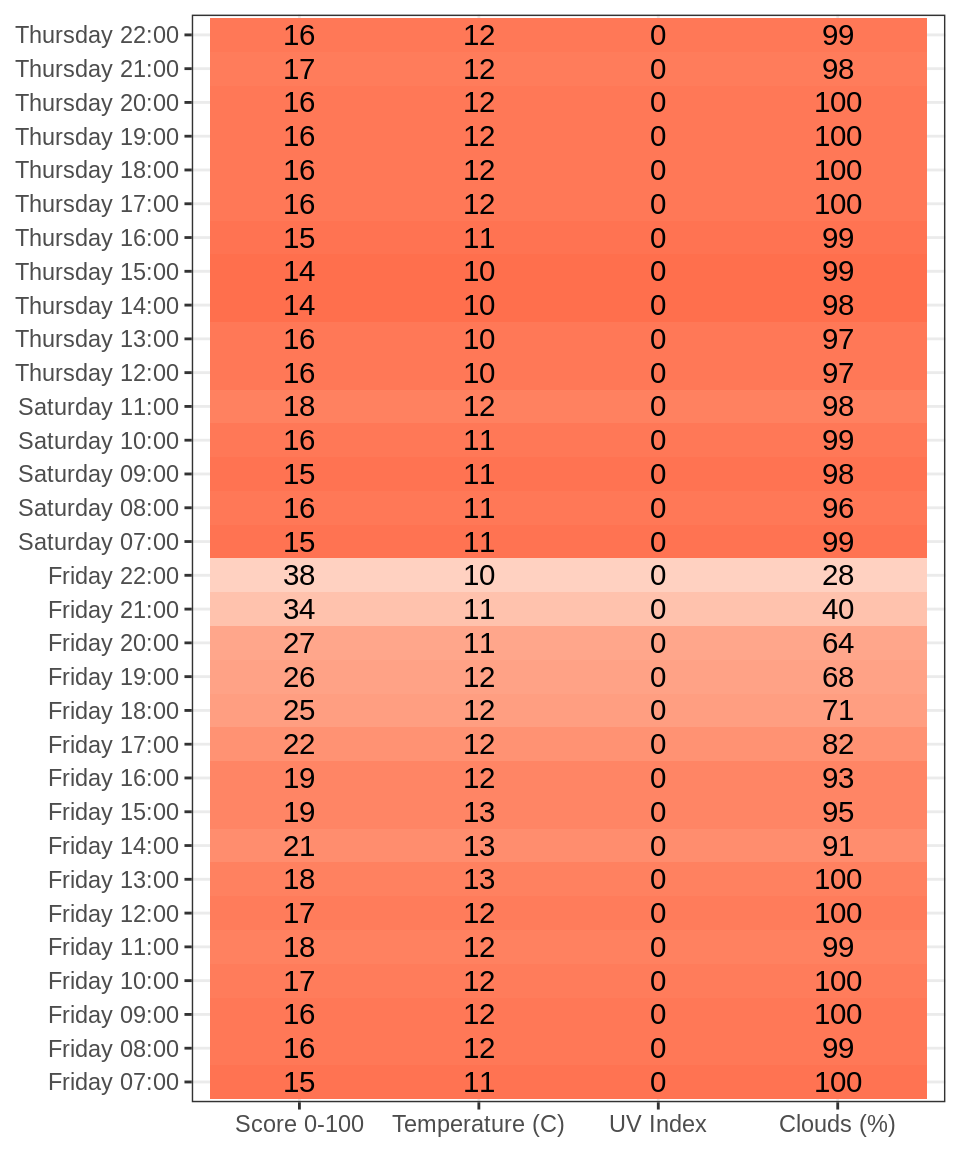 Thursday 22:00 16 12 0 99
Thursday 21:00 17 12 0 98
Thursday 20:00 16 12 0 100
Thursday 19:00 16 12 0 100
Thursday 18:00 16 12 0 100
Thursday 17:00 16 12 0 100
Thursday 16:00 15 11 0 99
Thursday 15:00 14 10 0 99
Thursday 14:00 14 10 0 98
Thursday 13:00 16 10 0 97
Thursday 12:00 16 10 0 97
Saturday 11:00 18 12 0 98
Saturday 10:00 16 11 0 99
Saturday 09:00 15 11 0 98
Saturday 08:00 16 11 0 96
Saturday 07:00 15 11 0 99
Friday 22:00 38 10 0 28
Friday 21:00 34 11 0 40
Friday 20:00 27 11 0 64
Friday 19:00 26 12 0 68
Friday 18:00 25 12 0 71
Friday 17:00 22 12 0 82
Friday 16:00 19 12 0 93
Friday 15:00 19 13 0 95
Friday 14:00 21 13 0 91
Friday 13:00 18 13 0 100
Friday 12:00 17 12 0 100
Friday 11:00 18 12 0 99
Friday 10:00 17 12 0 100
Friday 09:00 16 12 0 100
Friday 08:00 16 12 0 99
Friday 07:00 15 11 0 100
Score 0-100 Temperature (C) UV Index Clouds (%)